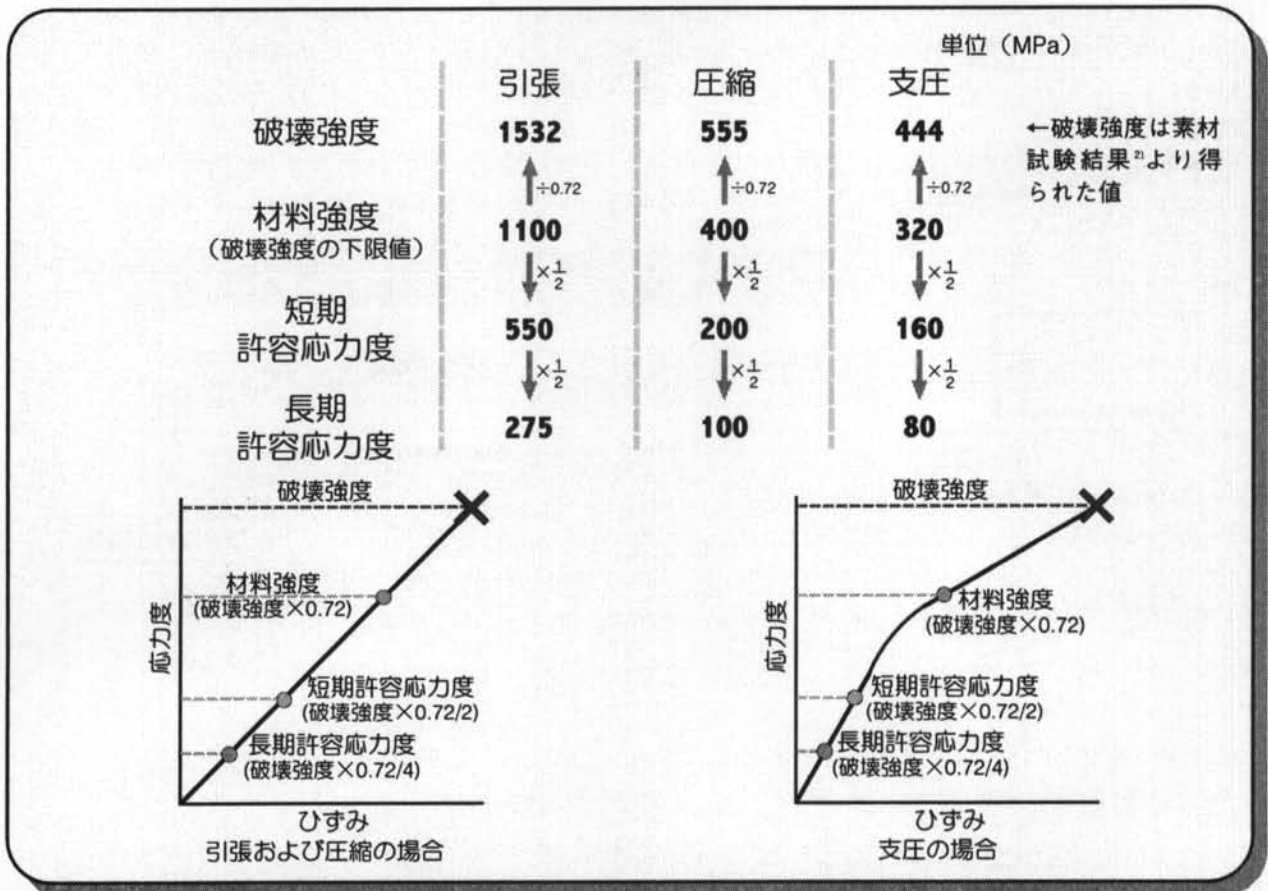 単位（MPa）
引張 圧縮 支圧
破壊強度 1532 555 444
←破壊強度は素材
試験結果²⁾より得
られた値
÷0.72 ÷0.72 ÷0.72
材料強度
（破壊強度の下限値）
1100 400 320
×1/2 ×1/2 ×1/2
短期
許容応力度
550 200 160
×1/2 ×1/2 ×1/2
長期
許容応力度
275 100 80
破壊強度
材料強度
(破壊強度×0.72)
短期許容応力度
(破壊強度×0.72/2)
長期許容応力度
(破壊強度×0.72/4)
応力度
ひずみ
引張および圧縮の場合
破壊強度
材料強度
(破壊強度×0.72)
短期許容応力度
(破壊強度×0.72/2)
長期許容応力度
(破壊強度×0.72/4)
応力度
ひずみ
支圧の場合